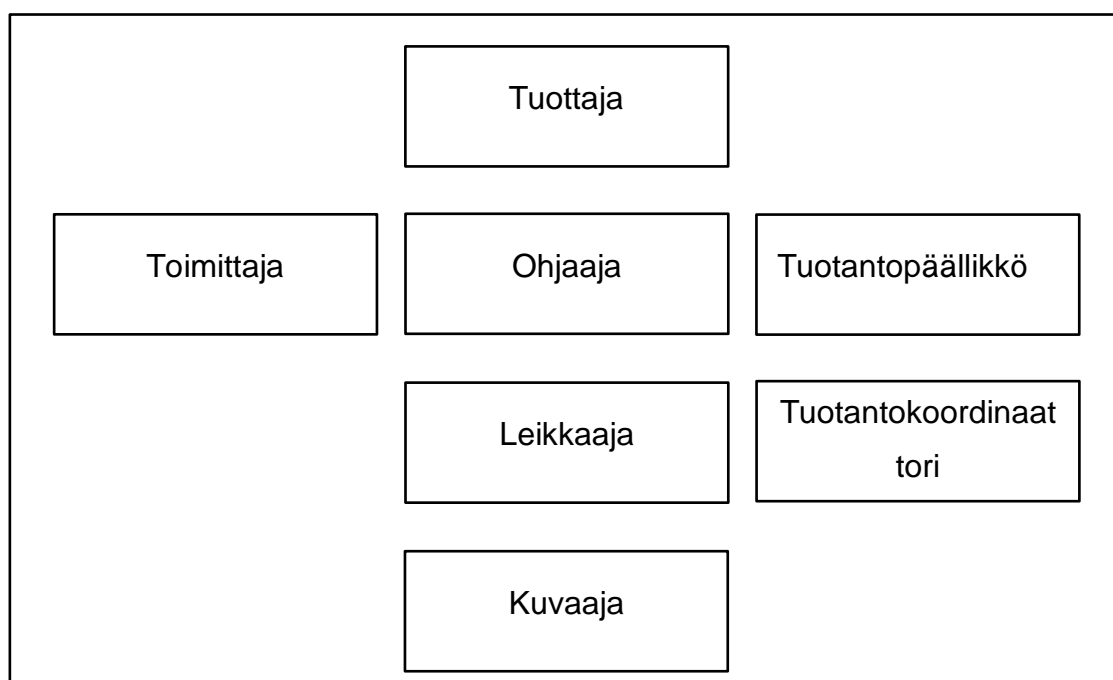 Tuottaja
Toimittaja
Ohjaaja
Tuotantopäällikkö
Leikkaaja
Tuotantokoordinaat
tori
Kuvaaja